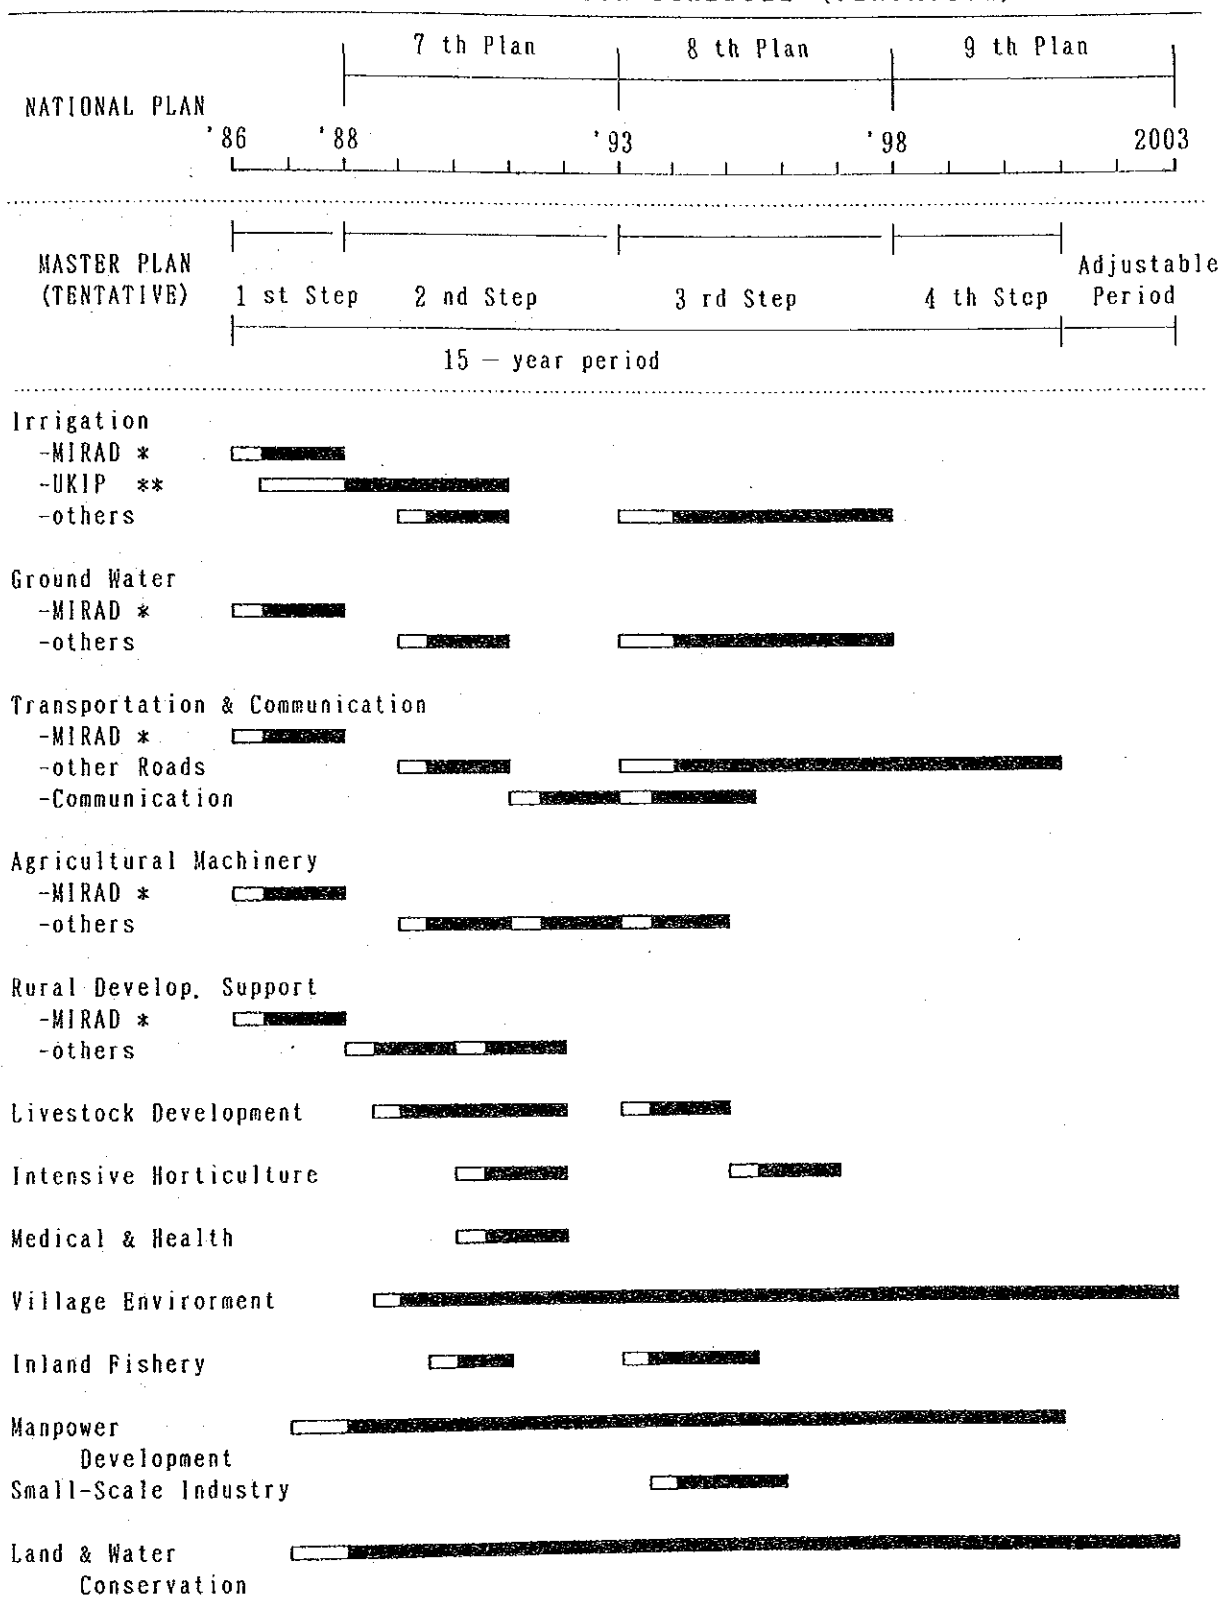 7 th Plan 8 th Plan 9 th Plan
NATIONAL PLAN
'86 '88 '93 '98 2003
MASTER PLAN
(TENTATIVE)
1 st Step 2 nd Step 3 rd Step 4 th Step
Adjustable
Period
15 - year period
Irrigation
-MIRAD *
-UKIP **
-others
Ground Water
-MIRAD *
-others
Transportation & Communication
-MIRAD *
-other Roads
-Communication
Agricultural Machinery
-MIRAD *
-others
Rural Develop. Support
-MIRAD *
-others
Livestock Development
Intensive Horticulture
Medical & Health
Village Envirorment
Inland Fishery
Manpower
Development
Small-Scale Industry
Land & Water
Conservation